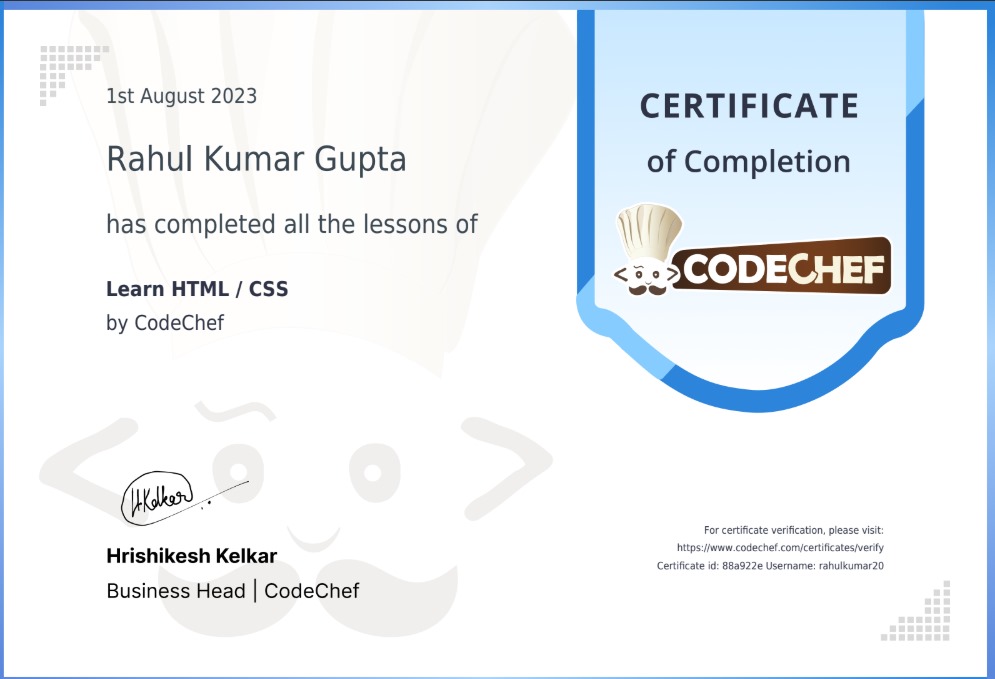 1st August 2023
Rahul Kumar Gupta
has completed all the lessons of
Learn HTML / CSS
by CodeChef
CERTIFICATE
of Completion
CODECHEF
H.Kelkar
Hrishikesh Kelkar
Business Head | CodeChef
For certificate verification, please visit:
https://www.codechef.com/certificates/verify
Certificate id: 88a922e Username: rahulkumar20